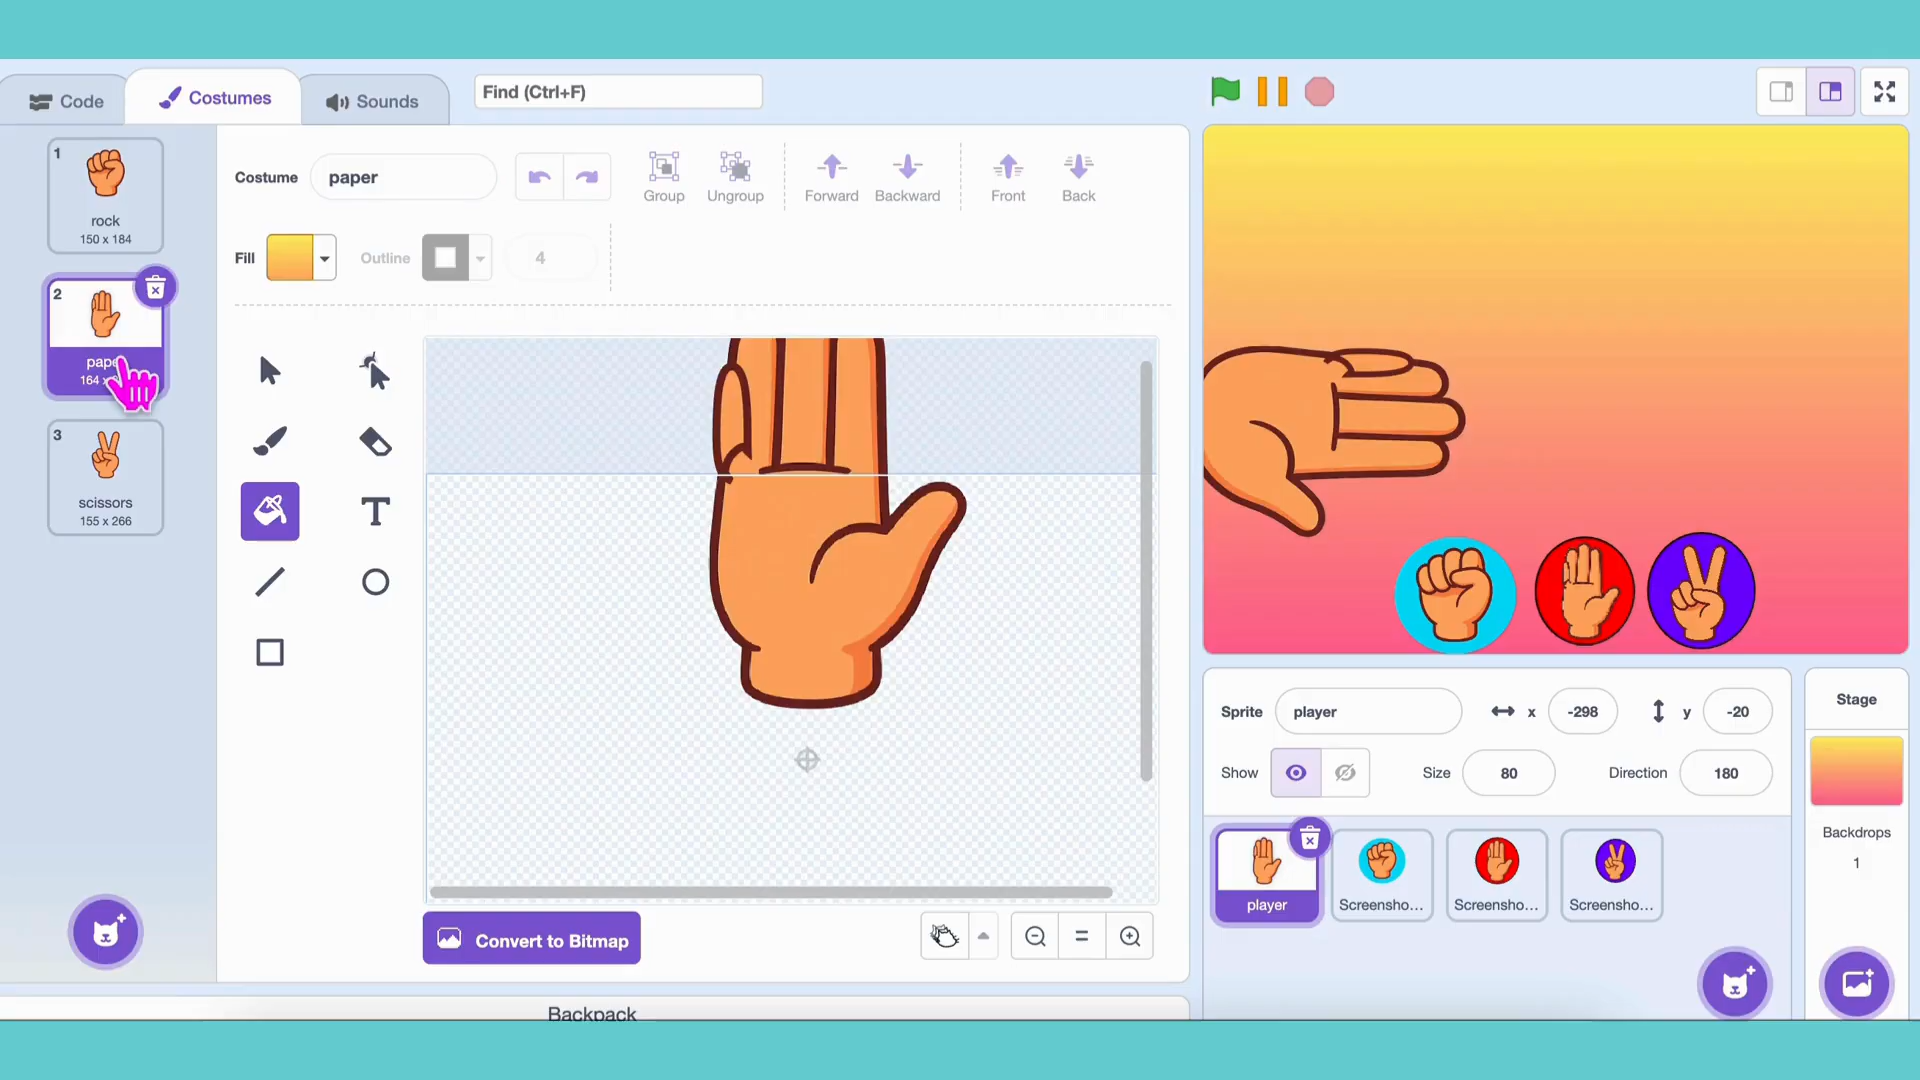 Code
Costumes
Sounds
Find (Ctrl+F)
1
rock
150 x 184
2
164 x
3
scissors
155 x 266
Costume
paper
Group
Ungroup
Forward
Backward
Front
Back
Fill
Outline
4
Convert to Bitmap
Backpack
Sprite
player
x
-298
y
-20
Show
Size
80
Direction
180
player
Screensho...
Screensho...
Screensho...
Stage
Backdrops
1